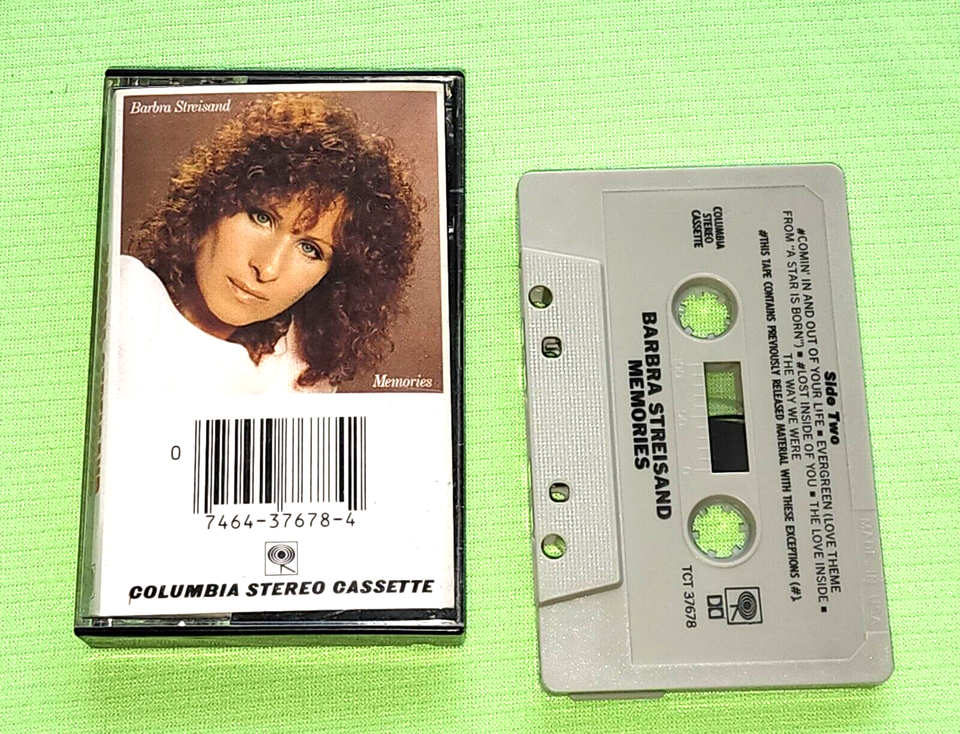 Barbra Streisand
Memories
0
7464-37678-4
COLUMBIA STEREO CASSETTE
Side Two
#COMIN' IN AND OUT OF YOUR LIFE ■ EVERGREEN (LOVE THEME
FROM "A STAR IS BORN") ■ #LOST INSIDE OF YOU ■ THE LOVE INSIDE ■
THE WAY WE WERE
#THIS TAPE CONTAINS PREVIOUSLY RELEASED MATERIAL WITH THESE EXCEPTIONS (#).
COLUMBIA
STEREO
CASSETTE
TCT 37678
BARBRA STREISAND
MEMORIES
100
50
0
MADE IN USA